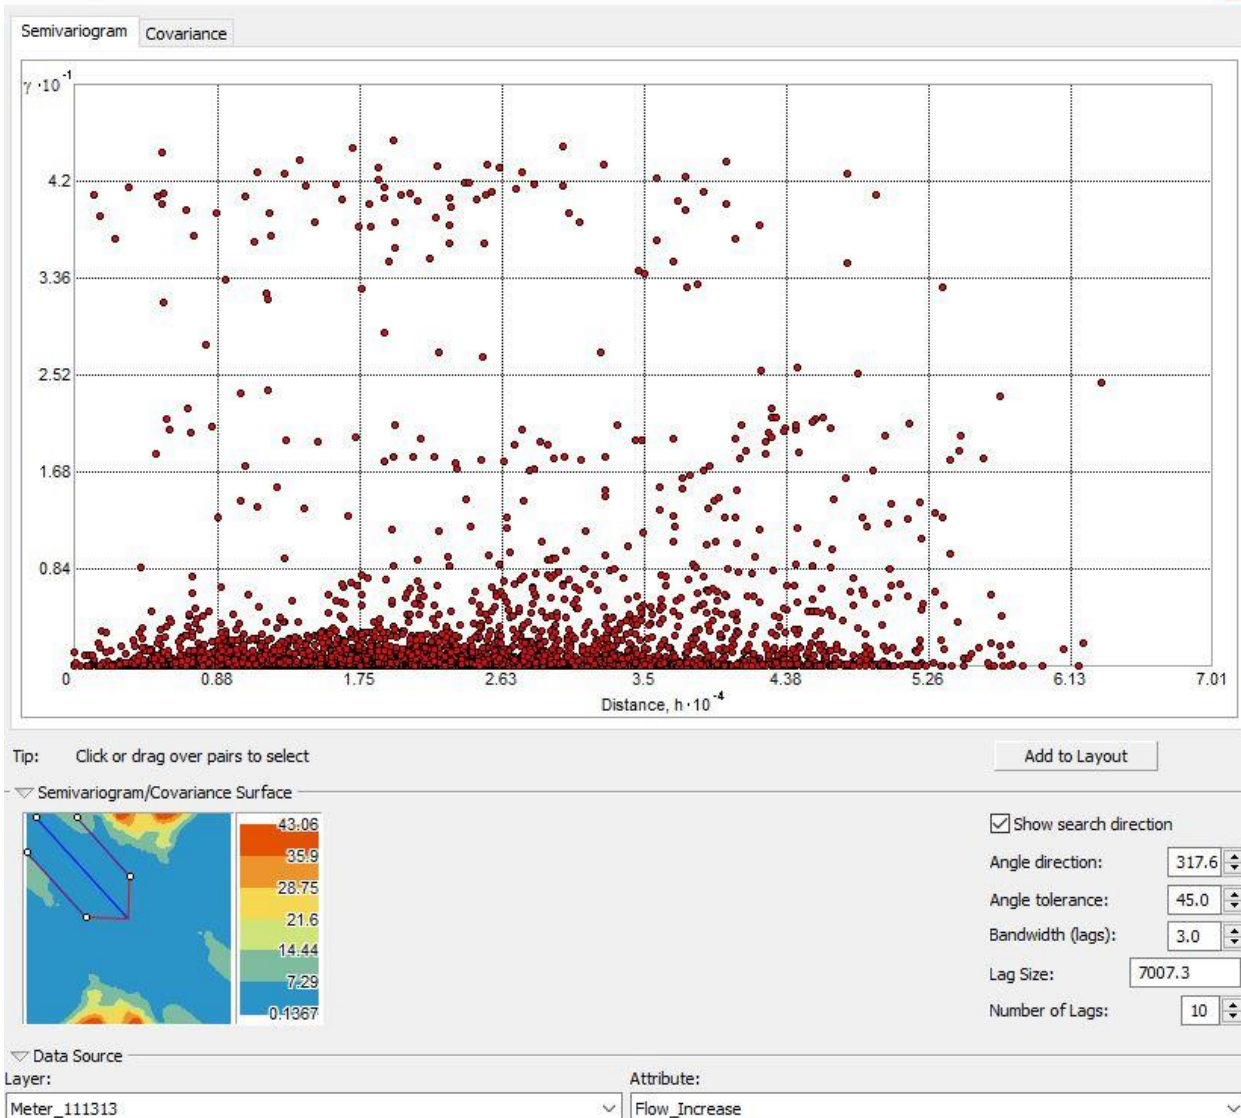 Semivariogram Covariance
γ·10⁻¹
4.2
3.36
2.52
1.68
0.84
0 0.88 1.75 2.63 3.5 4.38 5.26 6.13 7.01
Distance, h·10⁻⁴
Tip: Click or drag over pairs to select Add to Layout
Semivariogram/Covariance Surface
43.06
35.9
28.75
21.6
14.44
7.29
0.1367
Show search direction
Angle direction: 317.6
Angle tolerance: 45.0
Bandwidth (lags): 3.0
Lag Size: 7007.3
Number of Lags: 10
Data Source
Layer: Attribute:
Meter_111313 Flow_Increase